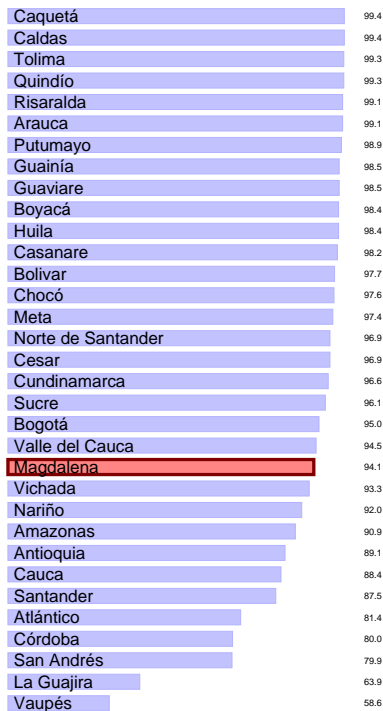 Caquetá 99.4
Caldas 99.4
Tolima 99.3
Quindío 99.3
Risaralda 99.1
Arauca 99.1
Putumayo 98.9
Guainía 98.5
Guaviare 98.5
Boyacá 98.4
Huila 98.4
Casanare 98.2
Bolivar 97.7
Chocó 97.6
Meta 97.4
Norte de Santander 96.9
Cesar 96.9
Cundinamarca 96.6
Sucre 96.1
Bogotá 95.0
Valle del Cauca 94.5
Magdalena 94.1
Vichada 93.3
Nariño 92.0
Amazonas 90.9
Antioquia 89.1
Cauca 88.4
Santander 87.5
Atlántico 81.4
Córdoba 80.0
San Andrés 79.9
La Guajira 63.9
Vaupés 58.6